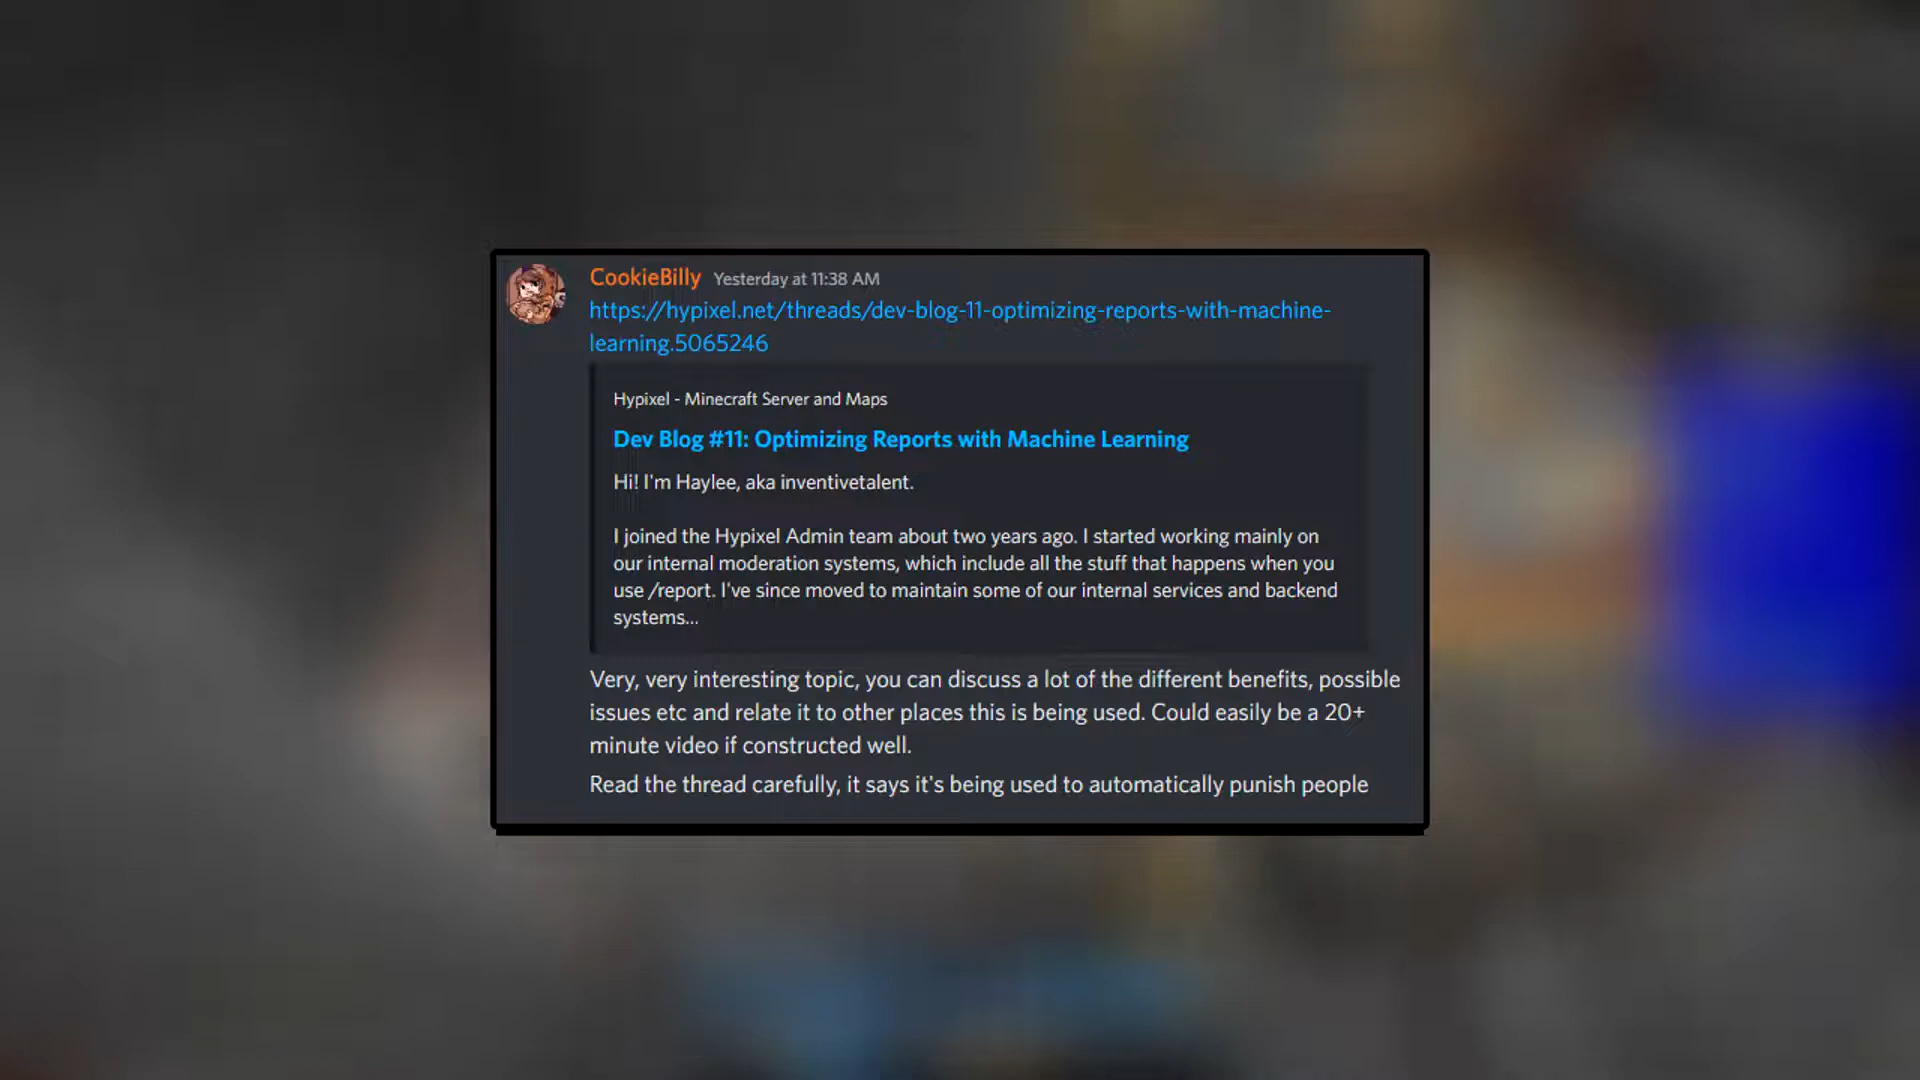 CookieBilly Yesterday at 11:38 AM
https://hypixel.net/threads/dev-blog-11-optimizing-reports-with-machine-
learning.5065246
Hypixel - Minecraft Server and Maps
Dev Blog #11: Optimizing Reports with Machine Learning
Hi! I'm Haylee, aka inventivetalent.
I joined the Hypixel Admin team about two years ago. I started working mainly on
our internal moderation systems, which include all the stuff that happens when you
use /report. I've since moved to maintain some of our internal services and backend
systems...
Very, very interesting topic, you can discuss a lot of the different benefits, possible
issues etc and relate it to other places this is being used. Could easily be a 20+
minute video if constructed well.
Read the thread carefully, it says it's being used to automatically punish people